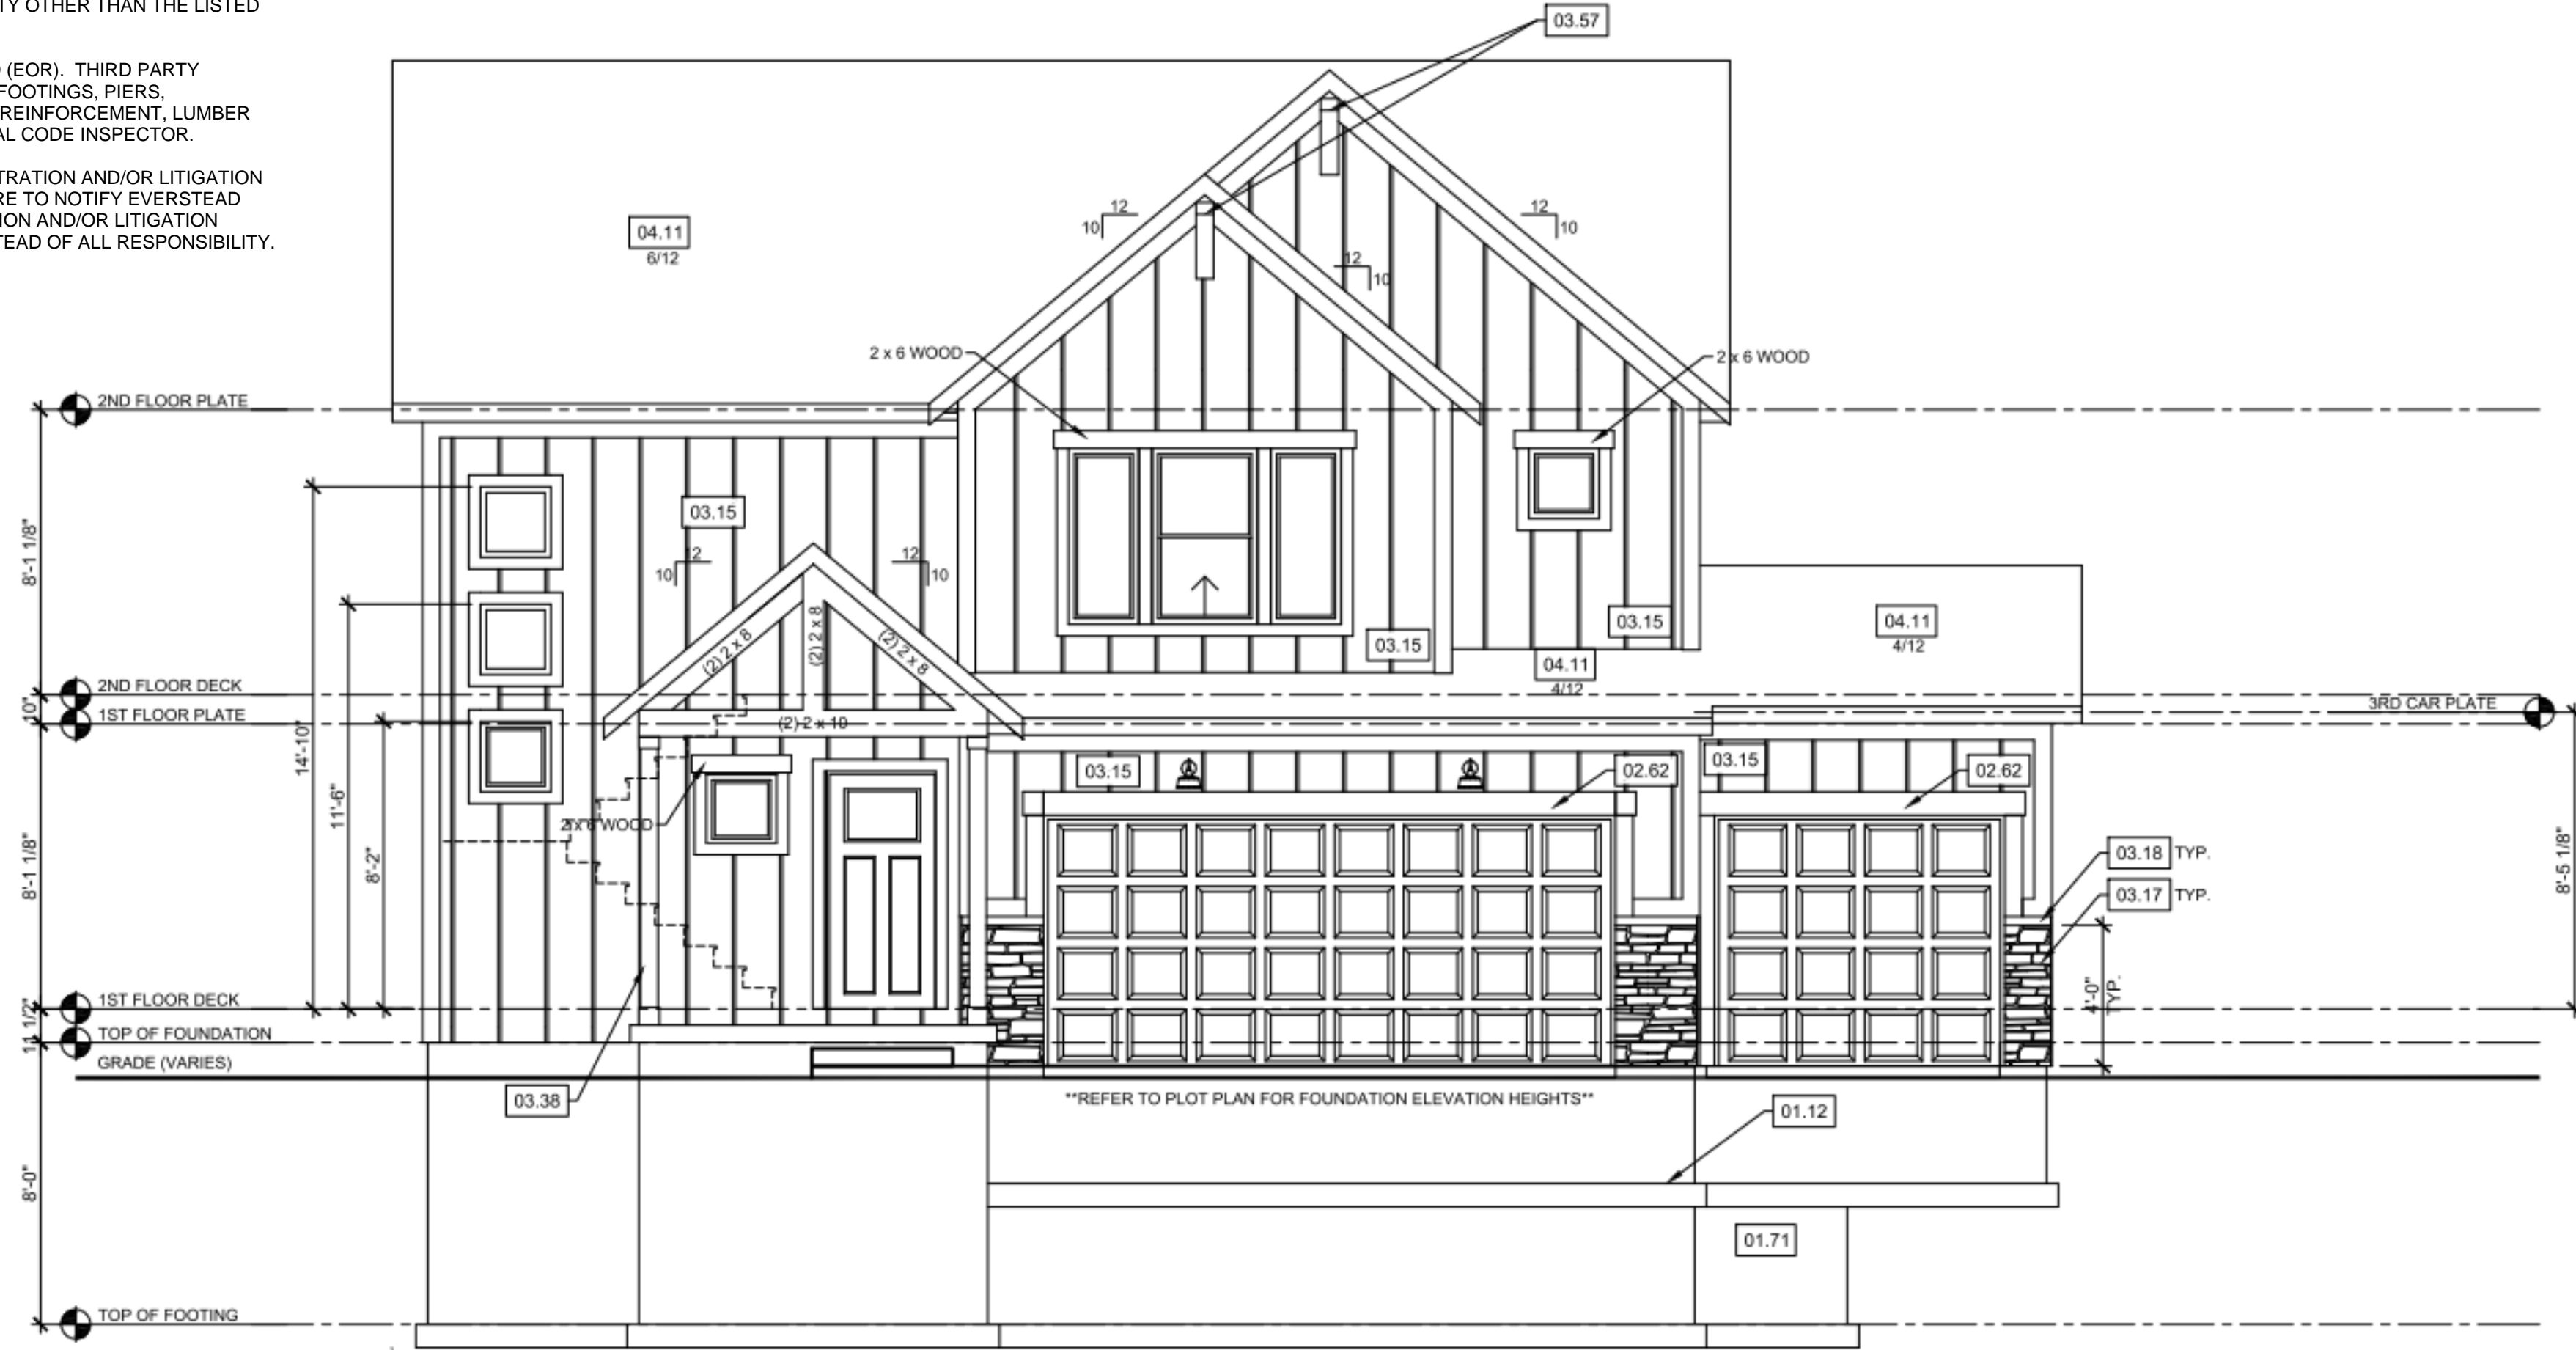 TY OTHER THAN THE LISTED
(EOR).  THIRD PARTY
FOOTINGS, PIERS,
REINFORCEMENT, LUMBER
AL CODE INSPECTOR.
TRATION AND/OR LITIGATION
RE TO NOTIFY EVERSTEAD
ION AND/OR LITIGATION
TEAD OF ALL RESPONSIBILITY.
03.57
04.11
6/12
12
10
12
10
12
10
2 x 6 WOOD
2 x 6 WOOD
2ND FLOOR PLATE
8'-1 1/8"
03.15
12
10
12
10
(2) 2 x 8
(2) 2 x 8
(2) 2 x 8
03.15
03.15
04.11
4/12
04.11
4/12
2ND FLOOR DECK
10"
1ST FLOOR PLATE
3RD CAR PLATE
(2) 2 x 10
14'-10"
11'-6"
8'-2"
03.15
02.62
03.15
02.62
2 x 6 WOOD
8'-1 1/8"
8'-5 1/8"
03.18 TYP.
03.17 TYP.
4'-0"
TYP.
1ST FLOOR DECK
11 1/2"
TOP OF FOUNDATION
GRADE (VARIES)
03.38
**REFER TO PLOT PLAN FOR FOUNDATION ELEVATION HEIGHTS**
01.12
8'-0"
01.71
TOP OF FOOTING